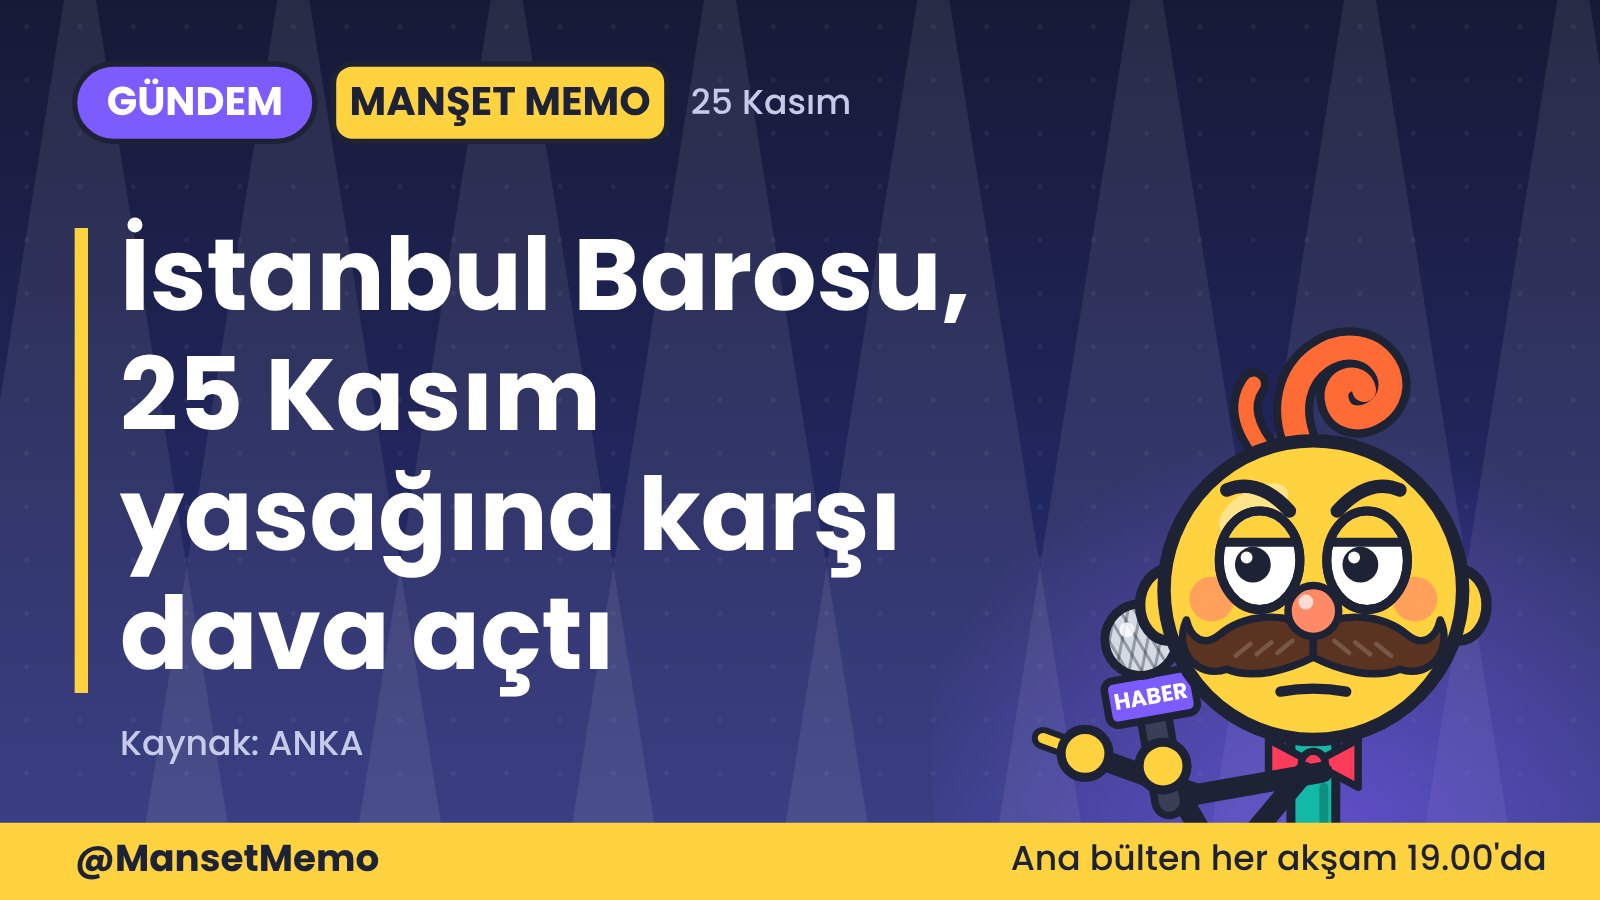 GÜNDEM MANŞET MEMO 25 Kasım
İstanbul Barosu,
25 Kasım
yasağına karşı
dava açtı
Kaynak: ANKA
HABER
@MansetMemo
Ana bülten her akşam 19.00'da